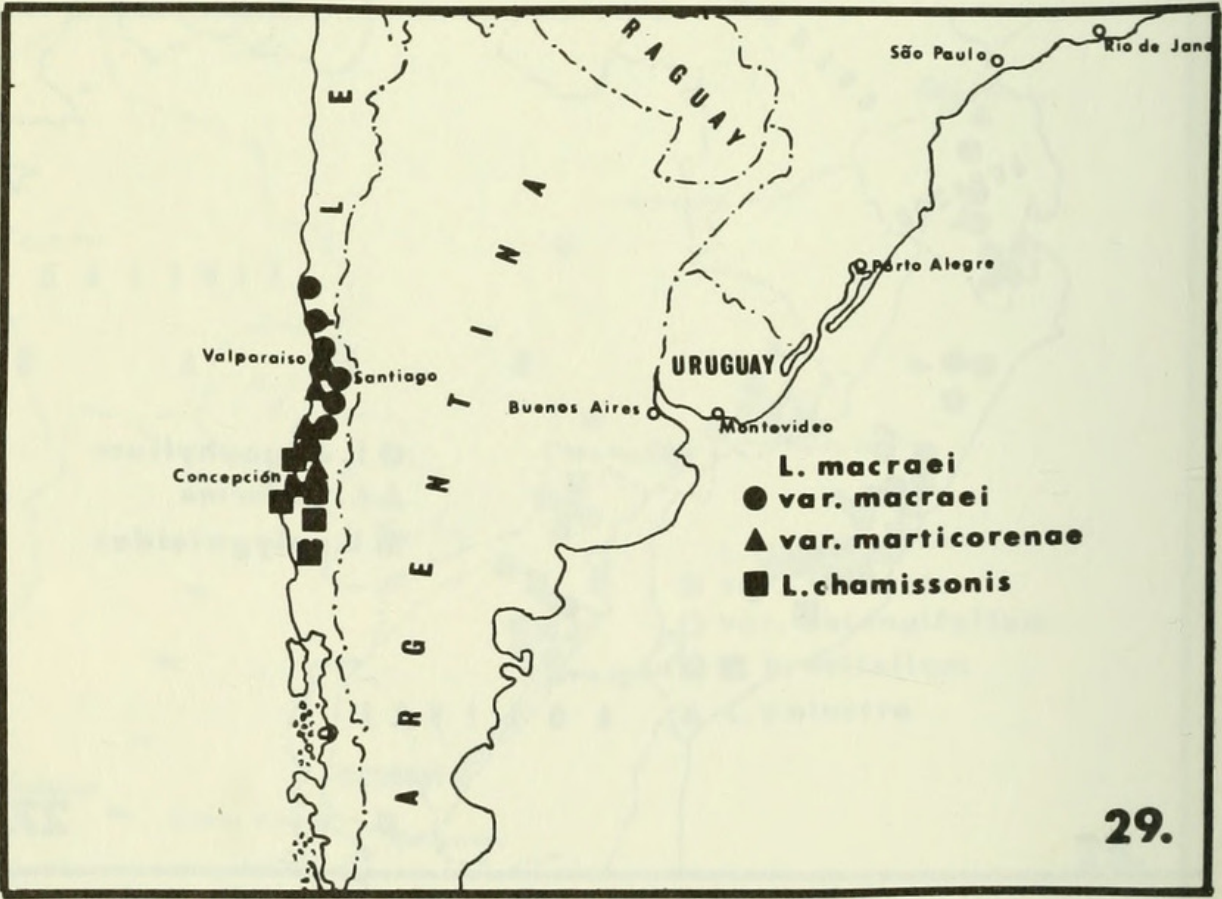 RAGUAY
São Paulo
Rio de Jane
LE
ARGENTINA
Porto Alegre
Valparaiso
Santiago
URUGUAY
Buenos Aires
Montevideo
Concepción
L. macraei
var. macraei
var. marticorenae
L. chamissonis
29.